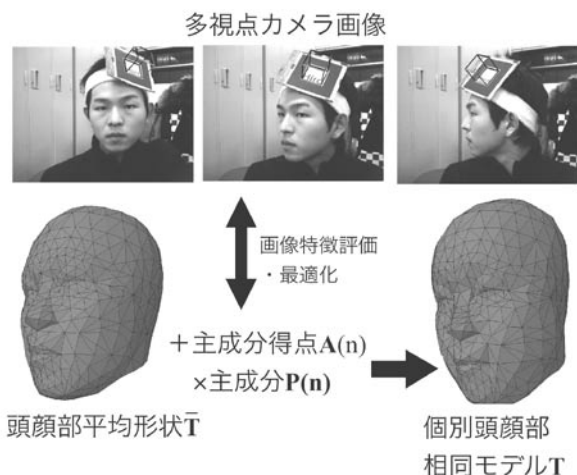 多視点カメラ画像
画像特徴評価
・最適化
＋主成分得点A(n)
×主成分P(n)
頭顔部平均形状T̄
個別頭顔部
相同モデルT